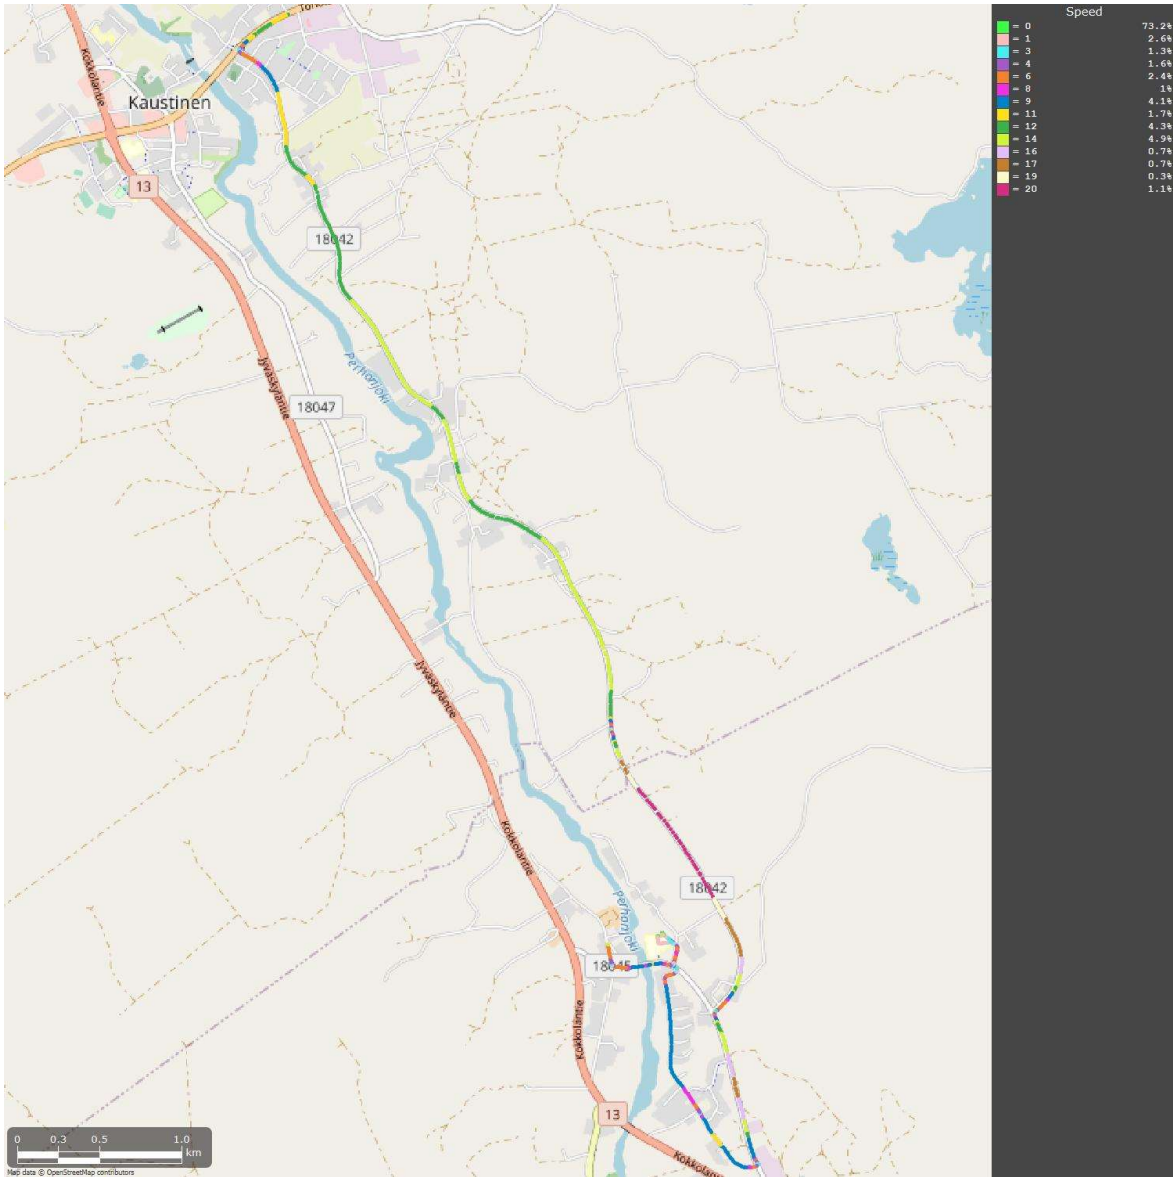 Speed
= 0 73.2%
= 1 2.6%
= 3 1.3%
= 4 1.6%
= 6 2.4%
= 8 1%
= 9 4.1%
= 11 1.7%
= 12 4.3%
= 14 4.9%
= 16 0.7%
= 17 0.7%
= 19 0.3%
= 20 1.1%
Kokkolantie
Kaustinen
13
18042
Perhonjoki
Jyväskyläntie
18047
Jyväskyläntie
Kokkolantie
18042
Perhonjoki
18045
Kokkolantie
13
0 0.3 0.5 1.0
km
Map data © OpenStreetMap contributors